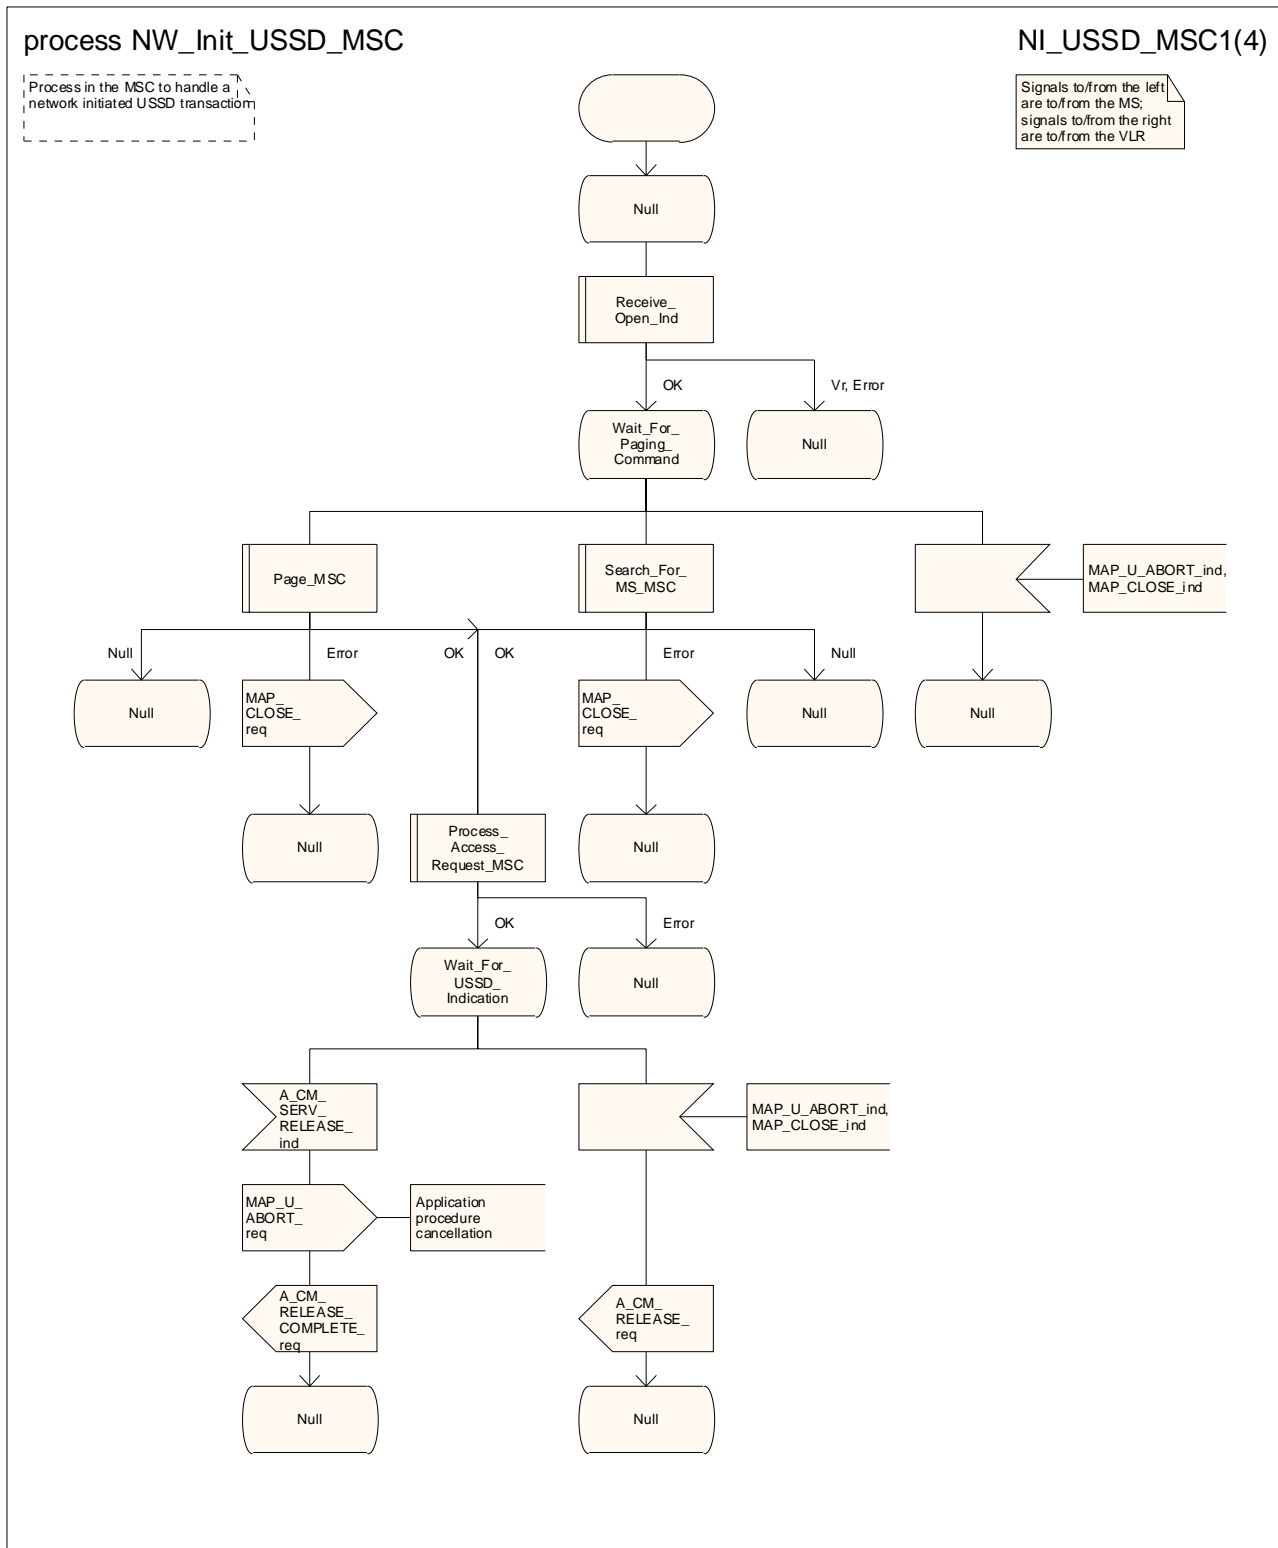 process NW_Init_USSD_MSC
NI_USSD_MSC1(4)
Process in the MSC to handle a
network initiated USSD transaction
Signals to/from the left
are to/from the MS;
signals to/from the right
are to/from the VLR
Null
Receive_
Open_Ind
OK
Vr, Error
Wait_For_
Paging_
Command
Null
Page_MSC
Search_For_
MS_MSC
MAP_U_ABORT_ind,
MAP_CLOSE_ind
Null
Error
OK
OK
Error
Null
Null
MAP_
CLOSE_
req
MAP_
CLOSE_
req
Null
Null
Null
Process_
Access_
Request_MSC
Null
OK
Error
Wait_For_
USSD_
Indication
Null
A_CM_
SERV_
RELEASE_
ind
MAP_U_ABORT_ind,
MAP_CLOSE_ind
MAP_U_
ABORT_
req
Application
procedure
cancellation
A_CM_
RELEASE_
COMPLETE_
req
A_CM_
RELEASE_
req
Null
Null